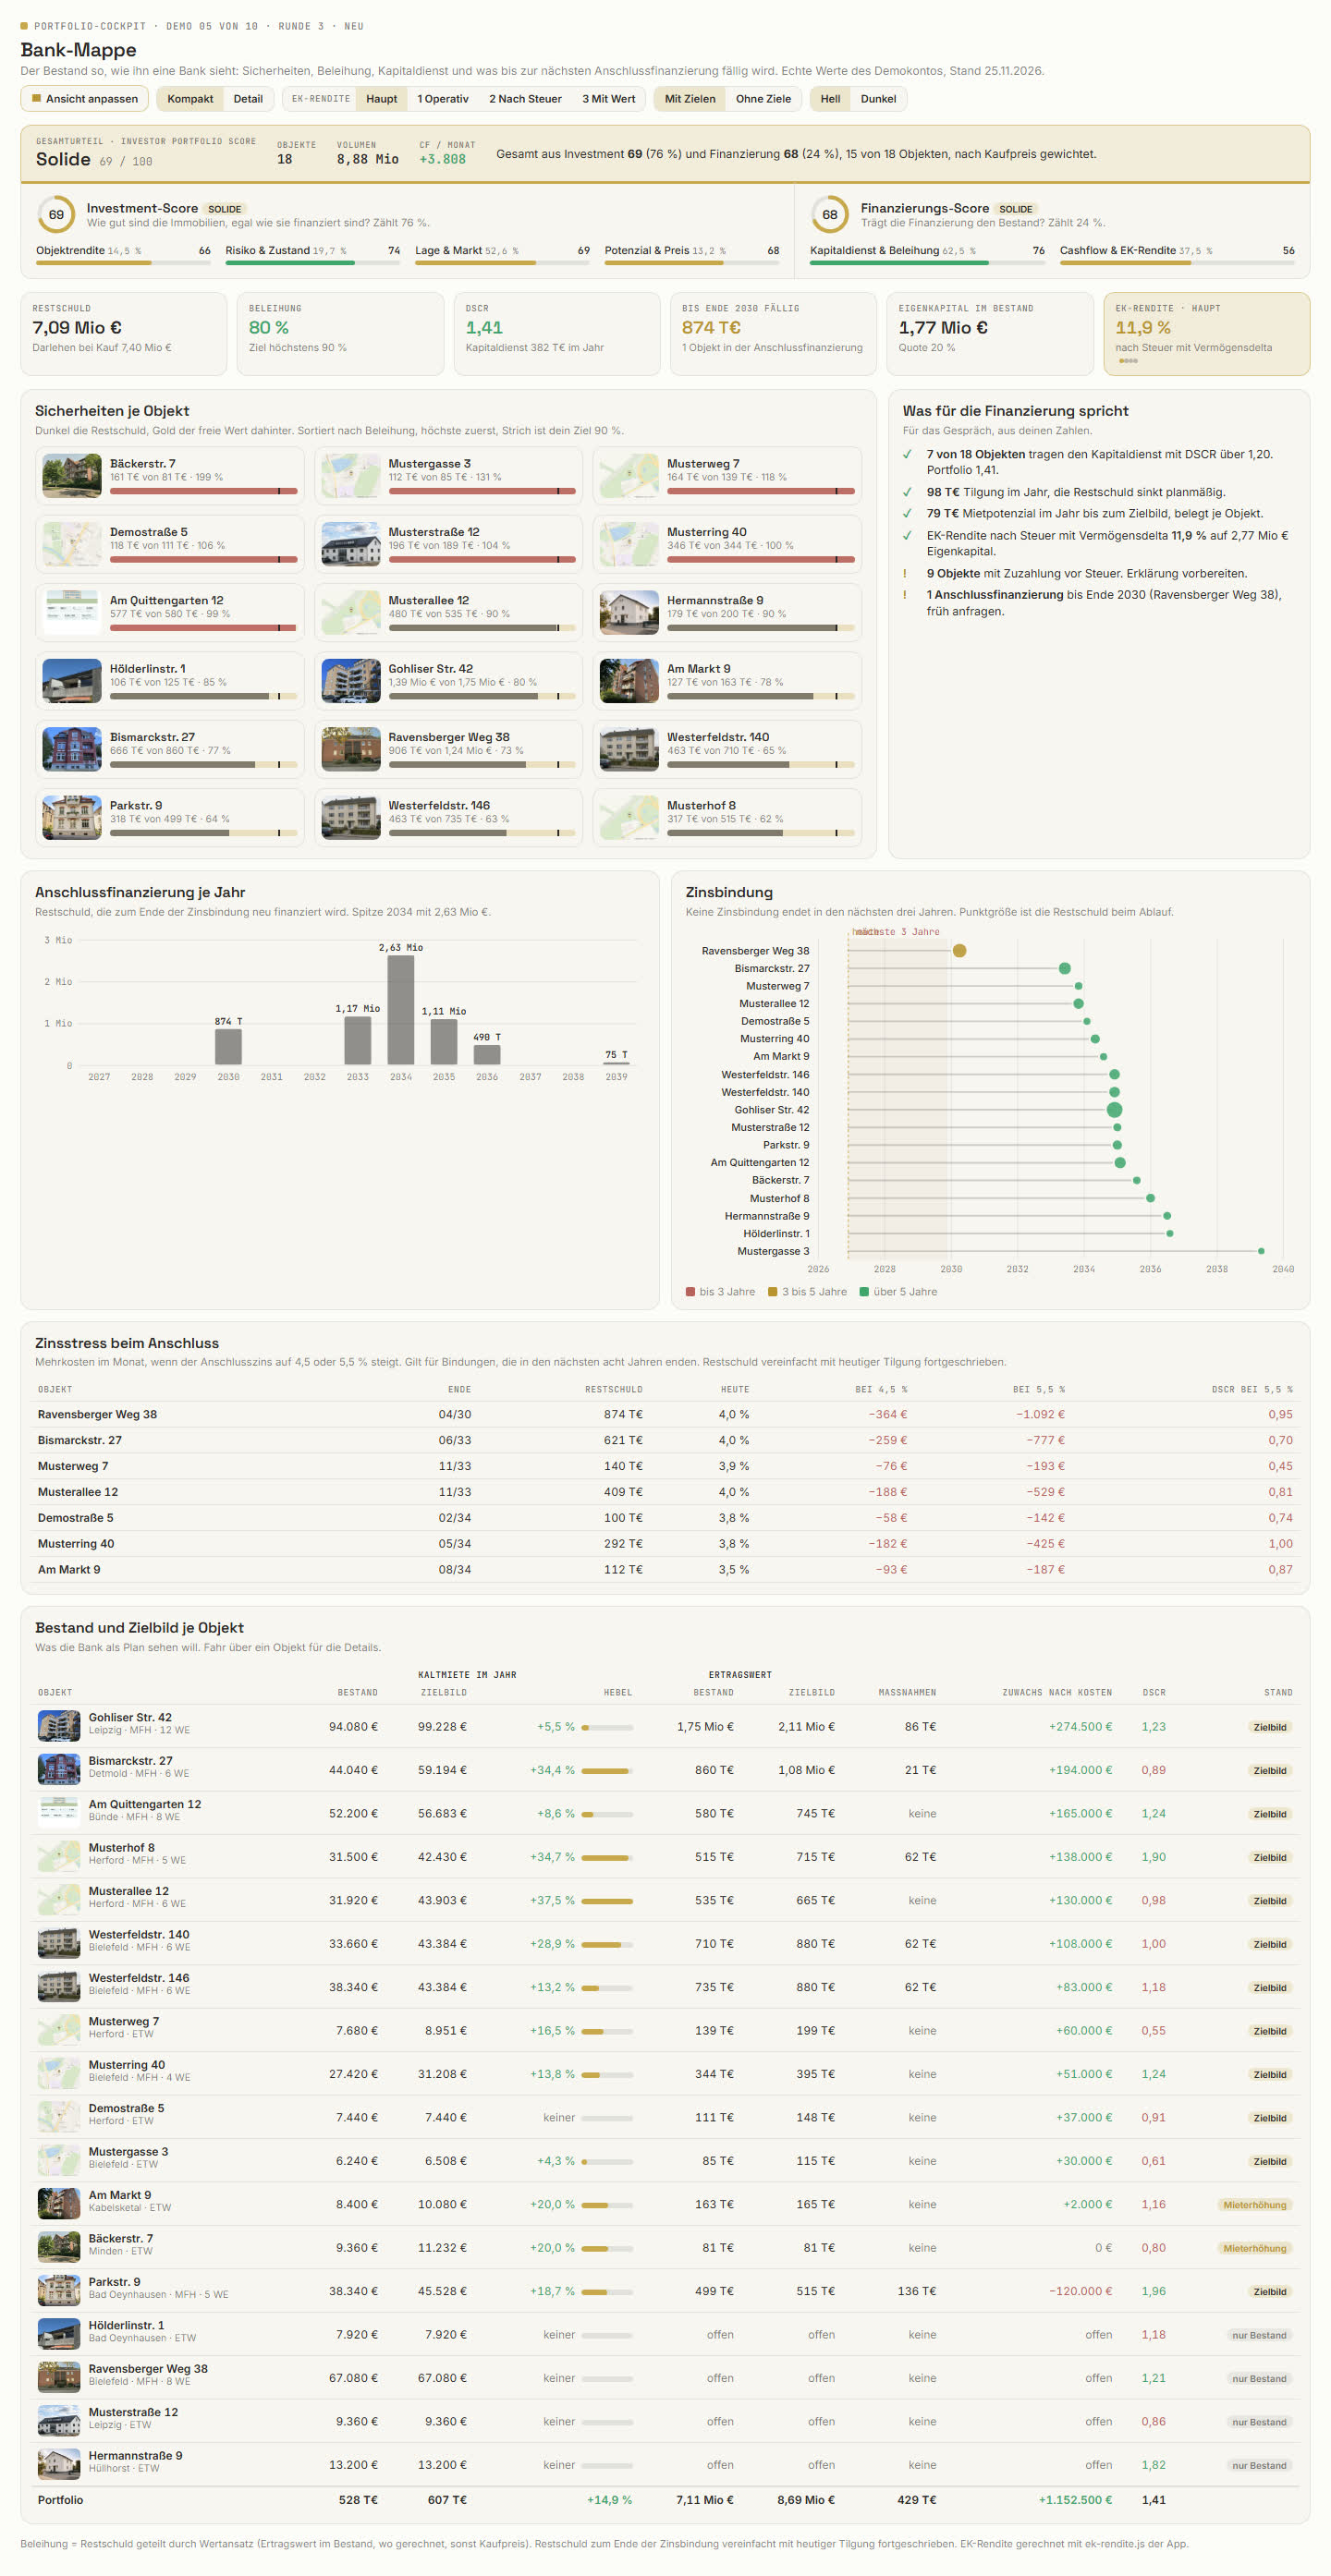 PORTFOLIO-COCKPIT · DEMO 05 VON 10 · RUNDE 3 · NEU
Bank-Mappe
Der Bestand so, wie ihn eine Bank sieht: Sicherheiten, Beleihung, Kapitaldienst und was bis zur nächsten Anschlussfinanzierung fällig wird. Echte Werte des Demokontos, Stand 25.11.2026.
Ansicht anpassen Kompakt Detail EK-RENDITE Haupt 1 Operativ 2 Nach Steuer 3 Mit Wert Mit Zielen Ohne Ziele Hell Dunkel
GESAMTURTEIL · INVESTOR PORTFOLIO SCORE OBJEKTE VOLUMEN CF / MONAT
Solide 69 / 100 18 8,88 Mio +3.808 Gesamt aus Investment 69 (76 %) und Finanzierung 68 (24 %), 15 von 18 Objekten, nach Kaufpreis gewichtet.
69 Investment-Score SOLIDE
Wie gut sind die Immobilien, egal wie sie finanziert sind? Zählt 76 %.
Objektrendite 14,5 % 66 Risiko & Zustand 19,7 % 74 Lage & Markt 52,6 % 69 Potenzial & Preis 13,2 % 68
68 Finanzierungs-Score SOLIDE
Trägt die Finanzierung den Bestand? Zählt 24 %.
Kapitaldienst & Beleihung 62,5 % 76 Cashflow & EK-Rendite 37,5 % 56
RESTSCHULD
7,09 Mio €
Darlehen bei Kauf 7,40 Mio €
BELEIHUNG
80 %
Ziel höchstens 90 %
DSCR
1,41
Kapitaldienst 382 T€ im Jahr
BIS ENDE 2030 FÄLLIG
874 T€
1 Objekt in der Anschlussfinanzierung
EIGENKAPITAL IM BESTAND
1,77 Mio €
Quote 20 %
EK-RENDITE · HAUPT
11,9 %
nach Steuer mit Vermögensdelta
Sicherheiten je Objekt
Dunkel die Restschuld, Gold der freie Wert dahinter. Sortiert nach Beleihung, höchste zuerst, Strich ist dein Ziel 90 %.
Bäckerstr. 7
161 T€ von 81 T€ · 199 %
Mustergasse 3
112 T€ von 85 T€ · 131 %
Musterweg 7
164 T€ von 139 T€ · 118 %
Demostraße 5
118 T€ von 111 T€ · 106 %
Musterstraße 12
196 T€ von 189 T€ · 104 %
Musterring 40
346 T€ von 344 T€ · 100 %
Am Quittengarten 12
577 T€ von 580 T€ · 99 %
Musterallee 12
480 T€ von 535 T€ · 90 %
Hermannstraße 9
179 T€ von 200 T€ · 90 %
Hölderlinstr. 1
106 T€ von 125 T€ · 85 %
Gohliser Str. 42
1,39 Mio € von 1,75 Mio € · 80 %
Am Markt 9
127 T€ von 163 T€ · 78 %
Bismarckstr. 27
666 T€ von 860 T€ · 77 %
Ravensberger Weg 38
906 T€ von 1,24 Mio € · 73 %
Westerfeldstr. 140
463 T€ von 710 T€ · 65 %
Parkstr. 9
318 T€ von 499 T€ · 64 %
Westerfeldstr. 146
463 T€ von 735 T€ · 63 %
Musterhof 8
317 T€ von 515 T€ · 62 %
Was für die Finanzierung spricht
Für das Gespräch, aus deinen Zahlen.
✓ 7 von 18 Objekten tragen den Kapitaldienst mit DSCR über 1,20.
Portfolio 1,41.
✓ 98 T€ Tilgung im Jahr, die Restschuld sinkt planmäßig.
✓ 79 T€ Mietpotenzial im Jahr bis zum Zielbild, belegt je Objekt.
✓ EK-Rendite nach Steuer mit Vermögensdelta 11,9 % auf 2,77 Mio €
Eigenkapital.
! 9 Objekte mit Zuzahlung vor Steuer. Erklärung vorbereiten.
! 1 Anschlussfinanzierung bis Ende 2030 (Ravensberger Weg 38),
früh anfragen.
Anschlussfinanzierung je Jahr
Restschuld, die zum Ende der Zinsbindung neu finanziert wird. Spitze 2034 mit 2,63 Mio €.
3 Mio
2,63 Mio
2 Mio
1,17 Mio 1,11 Mio
1 Mio
874 T
490 T
75 T
0
2027 2028 2029 2030 2031 2032 2033 2034 2035 2036 2037 2038 2039
Zinsbindung
Keine Zinsbindung endet in den nächsten drei Jahren. Punktgröße ist die Restschuld beim Ablauf.
nächste 3 Jahre
Ravensberger Weg 38
Bismarckstr. 27
Musterweg 7
Musterallee 12
Demostraße 5
Musterring 40
Am Markt 9
Westerfeldstr. 146
Westerfeldstr. 140
Gohliser Str. 42
Musterstraße 12
Parkstr. 9
Am Quittengarten 12
Bäckerstr. 7
Musterhof 8
Hermannstraße 9
Hölderlinstr. 1
Mustergasse 3
2026 2028 2030 2032 2034 2036 2038 2040
bis 3 Jahre 3 bis 5 Jahre über 5 Jahre
Zinsstress beim Anschluss
Mehrkosten im Monat, wenn der Anschlusszins auf 4,5 oder 5,5 % steigt. Gilt für Bindungen, die in den nächsten acht Jahren enden. Restschuld vereinfacht mit heutiger Tilgung fortgeschrieben.
OBJEKT ENDE RESTSCHULD HEUTE BEI 4,5 % BEI 5,5 % DSCR BEI 5,5 %
Ravensberger Weg 38 04/30 874 T€ 4,0 % −364 € −1.092 € 0,95
Bismarckstr. 27 06/33 621 T€ 4,0 % −259 € −777 € 0,70
Musterweg 7 11/33 140 T€ 3,9 % −76 € −193 € 0,45
Musterallee 12 11/33 409 T€ 4,0 % −188 € −529 € 0,81
Demostraße 5 02/34 100 T€ 3,8 % −58 € −142 € 0,74
Musterring 40 05/34 292 T€ 3,8 % −182 € −425 € 1,00
Am Markt 9 08/34 112 T€ 3,5 % −93 € −187 € 0,87
Bestand und Zielbild je Objekt
Was die Bank als Plan sehen will. Fahr über ein Objekt für die Details.
KALTMIETE IM JAHR ERTRAGSWERT
OBJEKT BESTAND ZIELBILD HEBEL BESTAND ZIELBILD MASSNAHMEN ZUWACHS NACH KOSTEN DSCR STAND
Gohliser Str. 42
Leipzig · MFH · 12 WE
94.080 € 99.228 € +5,5 % 1,75 Mio € 2,11 Mio € 86 T€ +274.500 € 1,23 Zielbild
Bismarckstr. 27
Detmold · MFH · 6 WE
44.040 € 59.194 € +34,4 % 860 T€ 1,08 Mio € 21 T€ +194.000 € 0,89 Zielbild
Am Quittengarten 12
Bünde · MFH · 8 WE
52.200 € 56.683 € +8,6 % 580 T€ 745 T€ keine +165.000 € 1,24 Zielbild
Musterhof 8
Herford · MFH · 5 WE
31.500 € 42.430 € +34,7 % 515 T€ 715 T€ 62 T€ +138.000 € 1,90 Zielbild
Musterallee 12
Herford · MFH · 6 WE
31.920 € 43.903 € +37,5 % 535 T€ 665 T€ keine +130.000 € 0,98 Zielbild
Westerfeldstr. 140
Bielefeld · MFH · 6 WE
33.660 € 43.384 € +28,9 % 710 T€ 880 T€ 62 T€ +108.000 € 1,00 Zielbild
Westerfeldstr. 146
Bielefeld · MFH · 6 WE
38.340 € 43.384 € +13,2 % 735 T€ 880 T€ 62 T€ +83.000 € 1,18 Zielbild
Musterweg 7
Herford · ETW
7.680 € 8.951 € +16,5 % 139 T€ 199 T€ keine +60.000 € 0,55 Zielbild
Musterring 40
Bielefeld · MFH · 4 WE
27.420 € 31.208 € +13,8 % 344 T€ 395 T€ keine +51.000 € 1,24 Zielbild
Demostraße 5
Herford · ETW
7.440 € 7.440 € keiner 111 T€ 148 T€ keine +37.000 € 0,91 Zielbild
Mustergasse 3
Bielefeld · ETW
6.240 € 6.508 € +4,3 % 85 T€ 115 T€ keine +30.000 € 0,61 Zielbild
Am Markt 9
Kabelsketal · ETW
8.400 € 10.080 € +20,0 % 163 T€ 165 T€ keine +2.000 € 1,16 Mieterhöhung
Bäckerstr. 7
Minden · ETW
9.360 € 11.232 € +20,0 % 81 T€ 81 T€ keine 0 € 0,80 Mieterhöhung
Parkstr. 9
Bad Oeynhausen · MFH · 5 WE
38.340 € 45.528 € +18,7 % 499 T€ 515 T€ 136 T€ −120.000 € 1,96 Zielbild
Hölderlinstr. 1
Bad Oeynhausen · ETW
7.920 € 7.920 € keiner offen offen keine offen 1,18 nur Bestand
Ravensberger Weg 38
Bielefeld · MFH · 8 WE
67.080 € 67.080 € keiner offen offen keine offen 1,21 nur Bestand
Musterstraße 12
Leipzig · ETW
9.360 € 9.360 € keiner offen offen keine offen 0,86 nur Bestand
Hermannstraße 9
Hüllhorst · ETW
13.200 € 13.200 € keiner offen offen keine offen 1,82 nur Bestand
Portfolio 528 T€ 607 T€ +14,9 % 7,11 Mio € 8,69 Mio € 429 T€ +1.152.500 € 1,41
Beleihung = Restschuld geteilt durch Wertansatz (Ertragswert im Bestand, wo gerechnet, sonst Kaufpreis). Restschuld zum Ende der Zinsbindung vereinfacht mit heutiger Tilgung fortgeschrieben. EK-Rendite gerechnet mit ek-rendite.js der App.